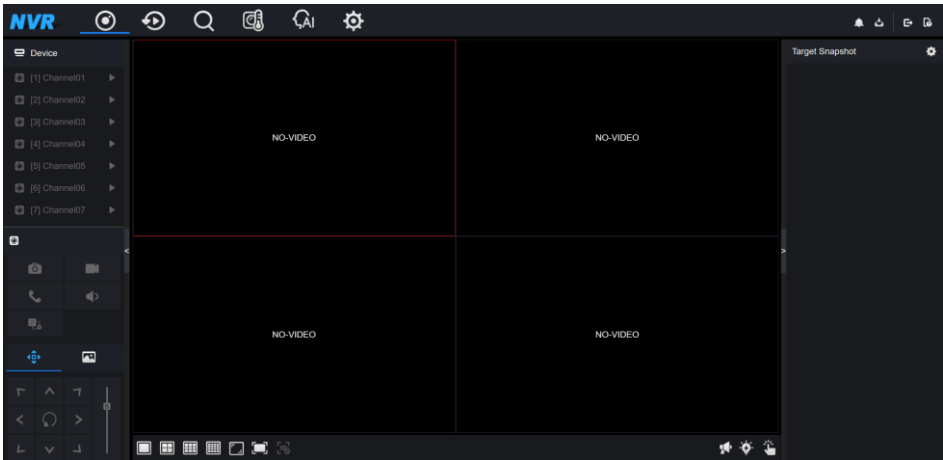 NVR
AI
Device
Target Snapshot
[1] Channel01
[2] Channel02
[3] Channel03
[4] Channel04
[5] Channel05
[6] Channel06
[7] Channel07
NO-VIDEO
NO-VIDEO
NO-VIDEO
NO-VIDEO